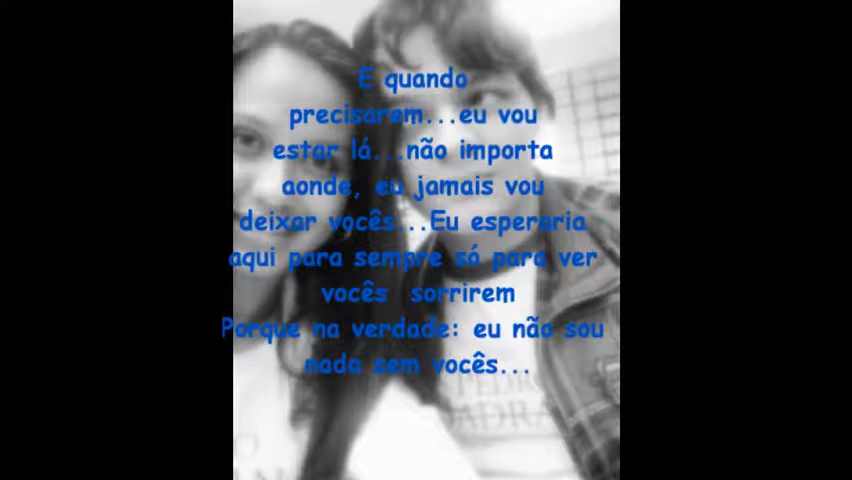 E quando
precisarem...eu vou
estar lá...não importa
aonde, eu jamais vou
deixar vocês...Eu esperaria
aqui para sempre só para ver
vocês sorrirem
Porque na verdade: eu não sou
nada sem vocês...